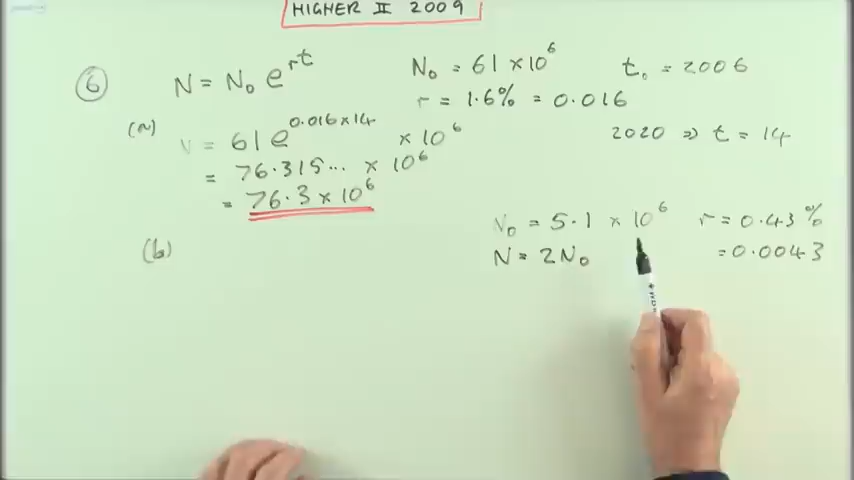 HIGHER II 2009
⑥ N = N₀ e^{rt}
N₀ = 61 × 10⁶
t₀ = 2006
r = 1.6% = 0.016
(a) N = 61 e^{0.016×14} × 10⁶
2020 ⇒ t = 14
= 76.315... × 10⁶
= 76.3 × 10⁶
(b)
N₀ = 5.1 × 10⁶
r = 0.43%
N = 2N₀
= 0.0043